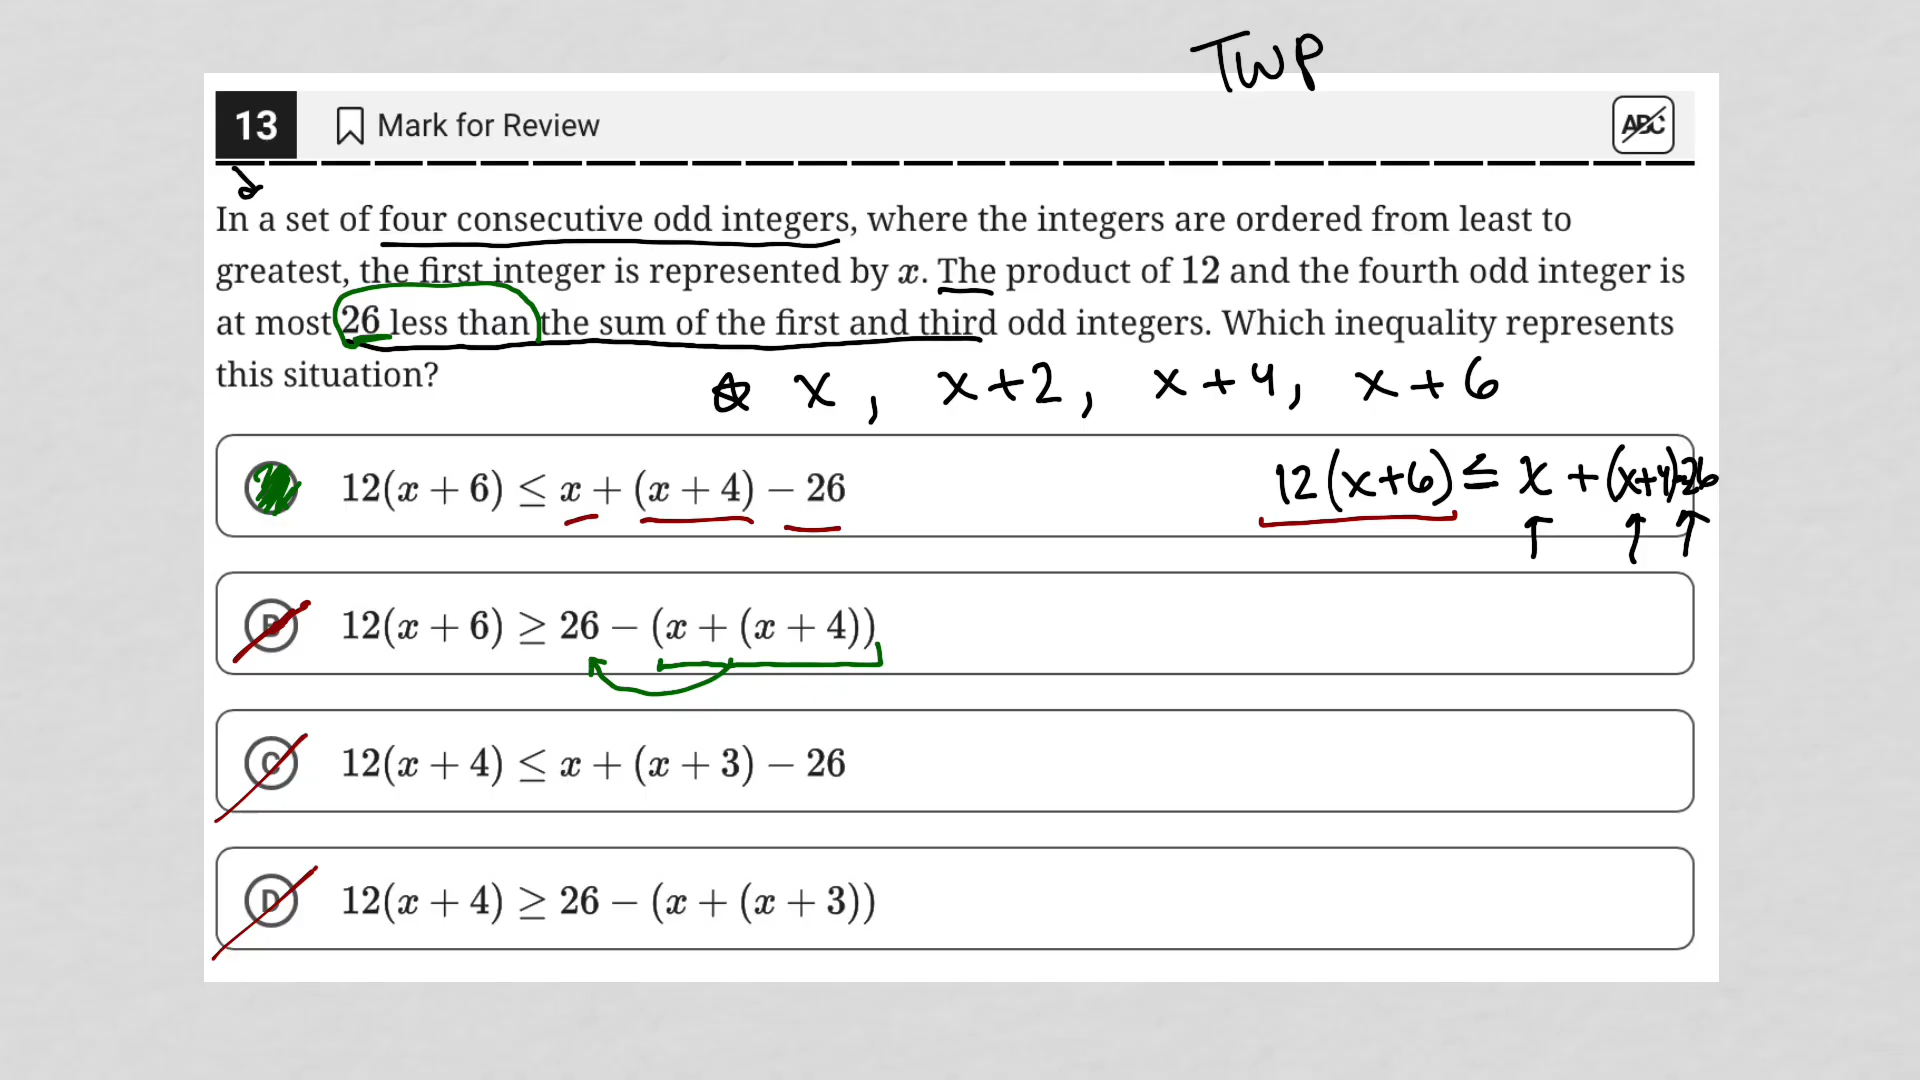 TWP
13 Mark for Review ABC
In a set of four consecutive odd integers, where the integers are ordered from least to
greatest, the first integer is represented by x. The product of 12 and the fourth odd integer is
at most 26 less than the sum of the first and third odd integers. Which inequality represents
this situation?
x, x+2, x+4, x+6
12(x + 6) ≤ x + (x + 4) − 26
12(x+6) ≤ x + (x+4)-26
B 12(x + 6) ≥ 26 − (x + (x + 4))
C 12(x + 4) ≤ x + (x + 3) − 26
D 12(x + 4) ≥ 26 − (x + (x + 3))